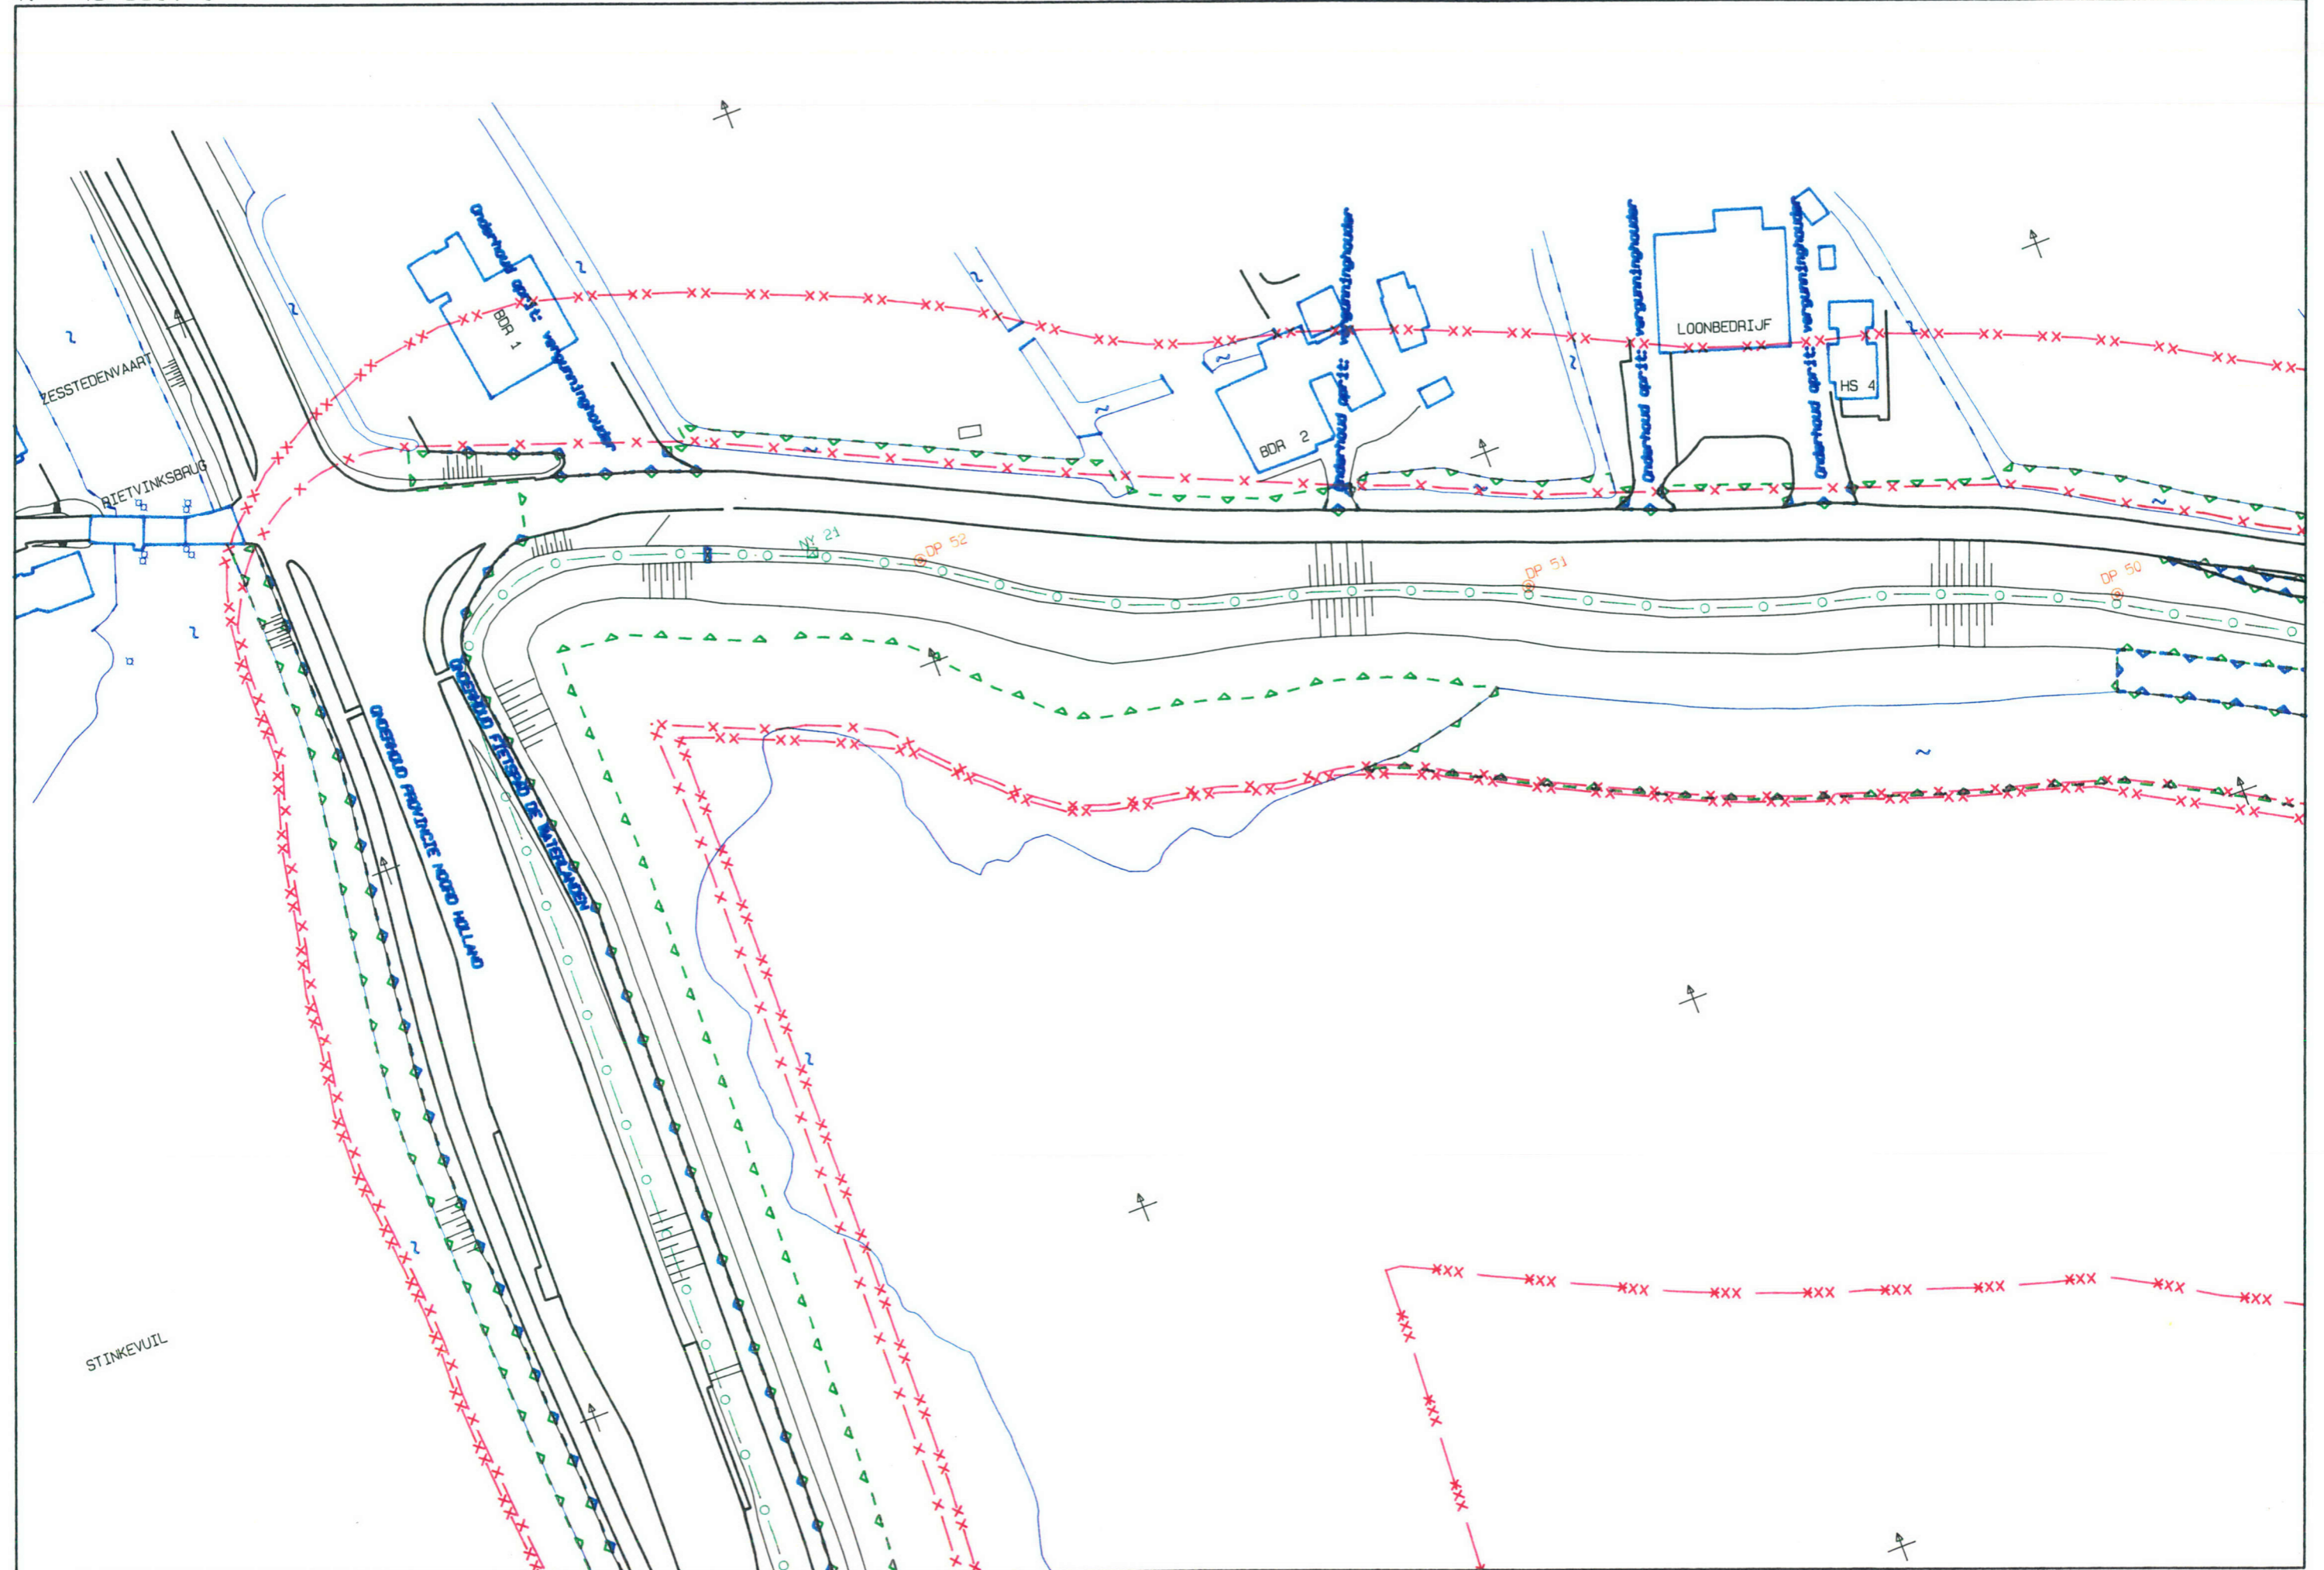 Onderhoud oprit: vergunninghouder
BDR 1
ZESSTEDENVAART
RIETVINKSBRUG
Onderhoud oprit: vergunninghouder
BDR 2
Onderhoud oprit: vergunninghouder
LOONBEDRIJF
Onderhoud oprit: vergunninghouder
HS 4
NY 21
DP 52
DP 51
DP 50
ONDERHOUD FIETSPAD DE WATERLANDEN
ONDERHOUD PROVINCIE NOORD HOLLAND
STINKEVUIL